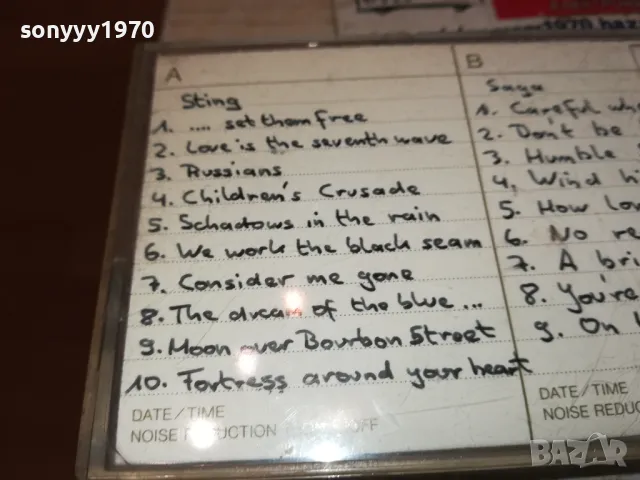 sonyyy1970
A
Sting
1. .... set them free
2. Love is the seventh wave
3. Russians
4. Children's Crusade
5. Schadows in the rain
6. We work the black seam
7. Consider me gone
8. The dream of the blue ...
9. Moon over Bourbon Street
10. Fortress around your heart
DATE/TIME
NOISE REDUCTION OFF
B
Saga
1. Careful
2. Don't be
3. Humble
4. Wind
5. How
6. No
7. A
8. You're
9. On
DATE/TIME
NOISE
BAZAR